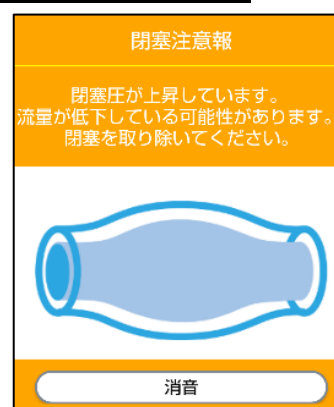 閉塞注意報
閉塞圧が上昇しています。
流量が低下している可能性があります。
閉塞を取り除いてください。
消音